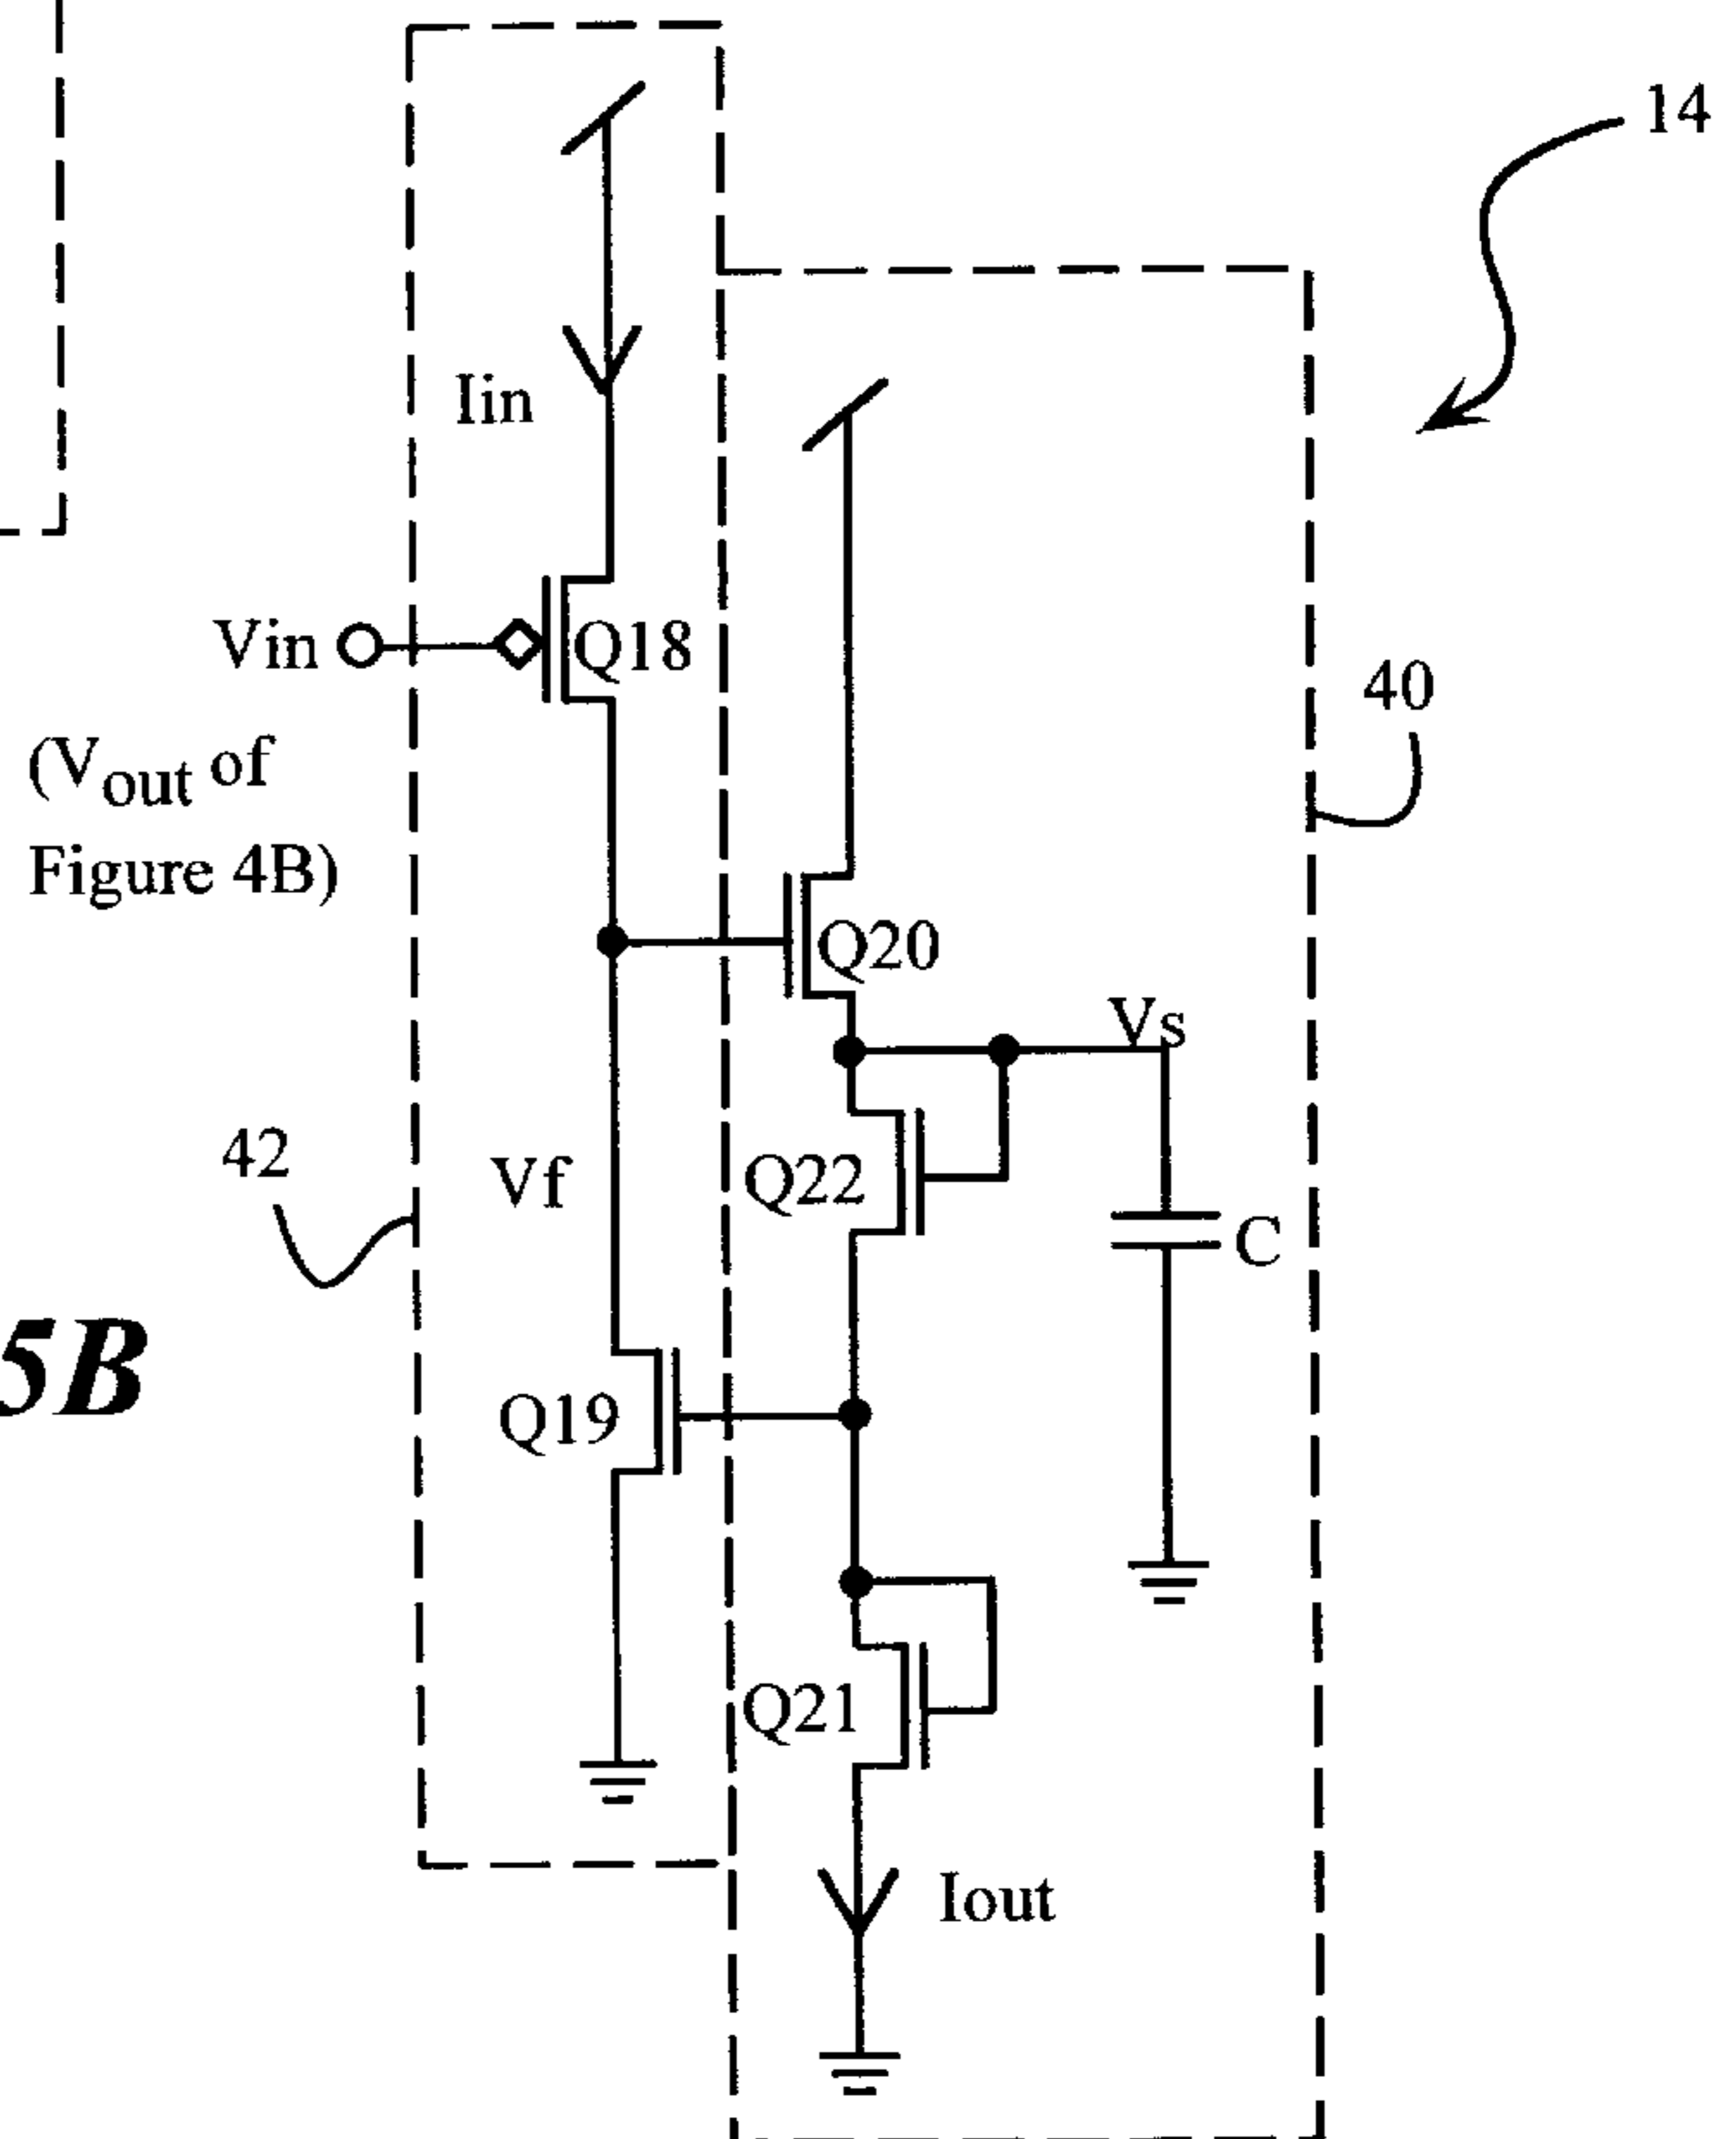 14
Iin
Vin
Q18
40
(Vout of
Figure 4B)
Q20
Vs
42
Vf
Q22
C
5B
Q19
Q21
Iout